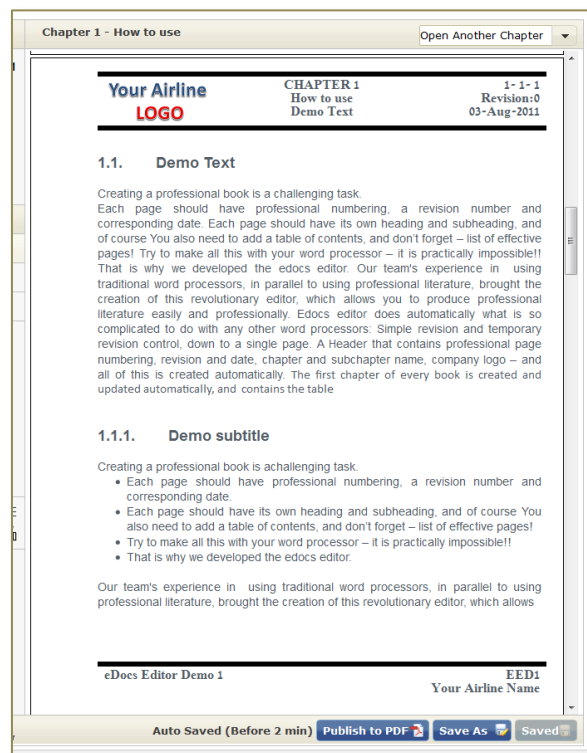 Chapter 1 - How to use
Open Another Chapter
Your Airline
LOGO
CHAPTER 1
How to use
Demo Text
1- 1- 1
Revision:0
03-Aug-2011
1.1. Demo Text
Creating a professional book is a challenging task.
Each page should have professional numbering, a revision number and
corresponding date. Each page should have its own heading and subheading, and
of course You also need to add a table of contents, and don't forget – list of effective
pages! Try to make all this with your word processor – it is practically impossible!!
That is why we developed the edocs editor. Our team's experience in using
traditional word processors, in parallel to using professional literature, brought the
creation of this revolutionary editor, which allows you to produce professional
literature easily and professionally. Edocs editor does automatically what is so
complicated to do with any other word processors: Simple revision and temporary
revision control, down to a single page. A Header that contains professional page
numbering, revision and date, chapter and subchapter name, company logo – and
all of this is created automatically. The first chapter of every book is created and
updated automatically, and contains the table
1.1.1. Demo subtitle
Creating a professional book is achallenging task.
• Each page should have professional numbering, a revision number and
corresponding date.
• Each page should have its own heading and subheading, and of course You
also need to add a table of contents, and don't forget – list of effective pages!
• Try to make all this with your word processor – it is practically impossible!!
• That is why we developed the edocs editor.
Our team's experience in using traditional word processors, in parallel to using
professional literature, brought the creation of this revolutionary editor, which allows
eDocs Editor Demo 1
EED1
Your Airline Name
Auto Saved (Before 2 min)
Publish to PDF
Save As
Saved